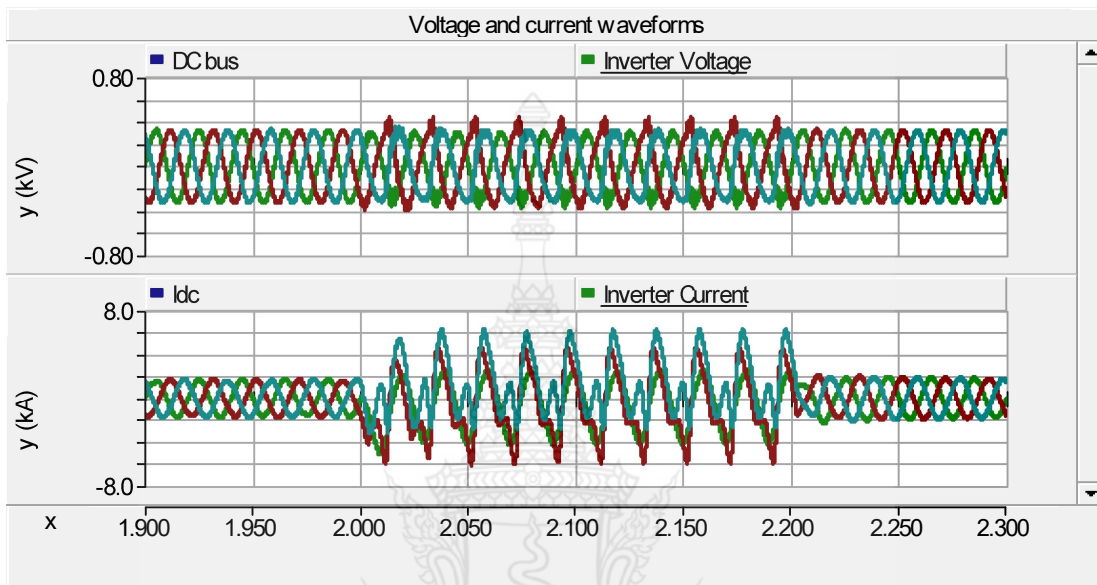 Voltage and current waveforms
DC bus Inverter Voltage
0.80
y (kV)
-0.80
Idc Inverter Current
8.0
y (kA)
-8.0
x 1.900 1.950 2.000 2.050 2.100 2.150 2.200 2.250 2.300